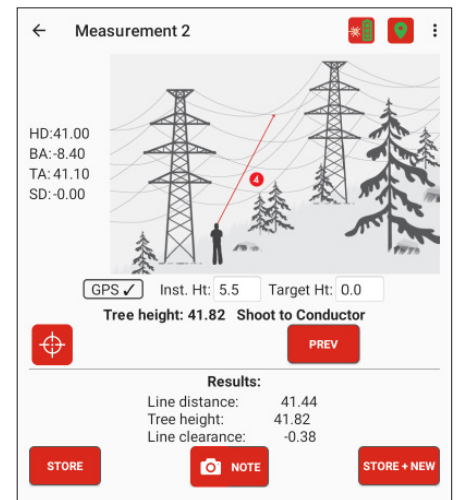 Measurement 2
HD:41.00
BA:-8.40
TA: 41.10
SD:-0.00
4
GPS ✓ Inst. Ht: 5.5 Target Ht: 0.0
Tree height: 41.82 Shoot to Conductor
PREV
Results:
Line distance: 41.44
Tree height: 41.82
Line clearance: -0.38
STORE NOTE STORE + NEW